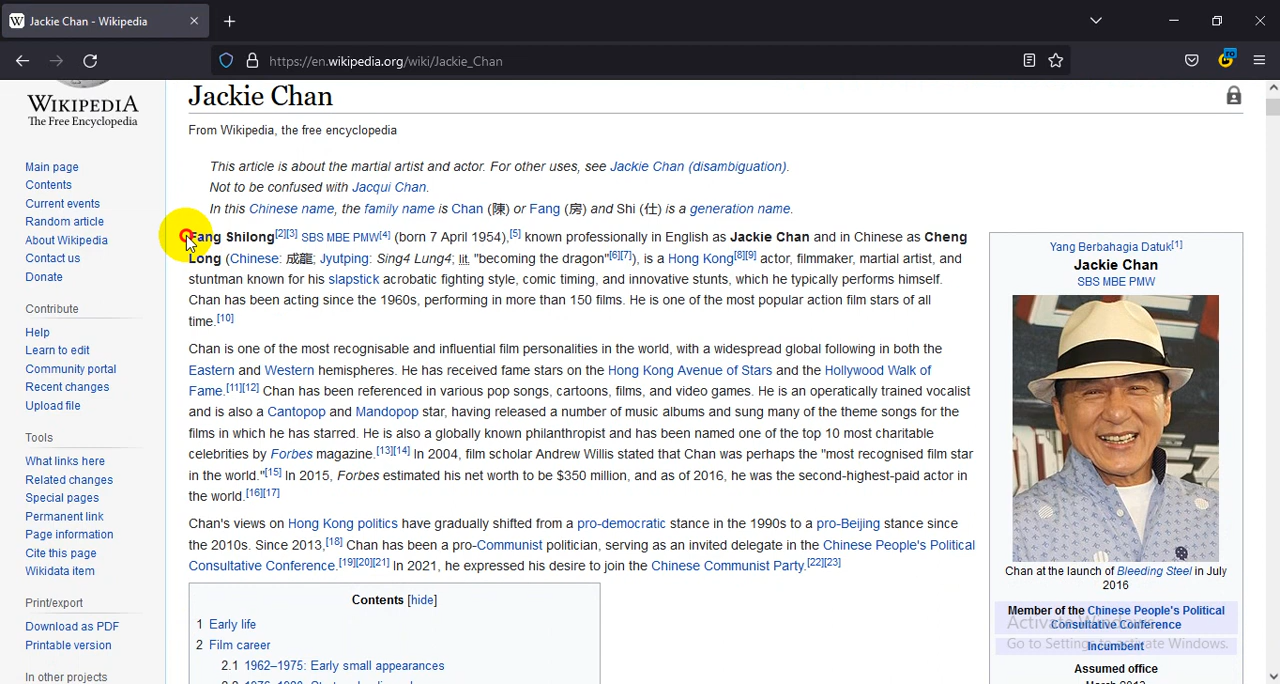 Jackie Chan - Wikipedia
https://en.wikipedia.org/wiki/Jackie_Chan
WIKIPEDIA
The Free Encyclopedia
Main page
Contents
Current events
Random article
About Wikipedia
Contact us
Donate
Contribute
Help
Learn to edit
Community portal
Recent changes
Upload file
Tools
What links here
Related changes
Special pages
Permanent link
Page information
Cite this page
Wikidata item
Print/export
Download as PDF
Printable version
In other projects
Jackie Chan
From Wikipedia, the free encyclopedia
This article is about the martial artist and actor. For other uses, see Jackie Chan (disambiguation).
Not to be confused with Jacqui Chan.
In this Chinese name, the family name is Chan (陳) or Fang (房) and Shi (仕) is a generation name.
Fang Shilong[2][3] SBS MBE PMW[4] (born 7 April 1954),[5] known professionally in English as Jackie Chan and in Chinese as Cheng
Long (Chinese: 成龍; Jyutping: Sing4 Lung4; lit. "becoming the dragon"[6][7]), is a Hong Kong[8][9] actor, filmmaker, martial artist, and
stuntman known for his slapstick acrobatic fighting style, comic timing, and innovative stunts, which he typically performs himself.
Chan has been acting since the 1960s, performing in more than 150 films. He is one of the most popular action film stars of all
time.[10]
Chan is one of the most recognisable and influential film personalities in the world, with a widespread global following in both the
Eastern and Western hemispheres. He has received fame stars on the Hong Kong Avenue of Stars and the Hollywood Walk of
Fame.[11][12] Chan has been referenced in various pop songs, cartoons, films, and video games. He is an operatically trained vocalist
and is also a Cantopop and Mandopop star, having released a number of music albums and sung many of the theme songs for the
films in which he has starred. He is also a globally known philanthropist and has been named one of the top 10 most charitable
celebrities by Forbes magazine.[13][14] In 2004, film scholar Andrew Willis stated that Chan was perhaps the "most recognised film star
in the world."[15] In 2015, Forbes estimated his net worth to be $350 million, and as of 2016, he was the second-highest-paid actor in
the world.[16][17]
Chan's views on Hong Kong politics have gradually shifted from a pro-democratic stance in the 1990s to a pro-Beijing stance since
the 2010s. Since 2013,[18] Chan has been a pro-Communist politician, serving as an invited delegate in the Chinese People's Political
Consultative Conference.[19][20][21] In 2021, he expressed his desire to join the Chinese Communist Party.[22][23]
Contents [hide]
1 Early life
2 Film career
2.1 1962–1975: Early small appearances
Yang Berbahagia Datuk[1]
Jackie Chan
SBS MBE PMW
Chan at the launch of Bleeding Steel in July
2016
Member of the Chinese People's Political
Consultative Conference
Incumbent
Assumed office
Activate Windows
Go to Settings to activate Windows.